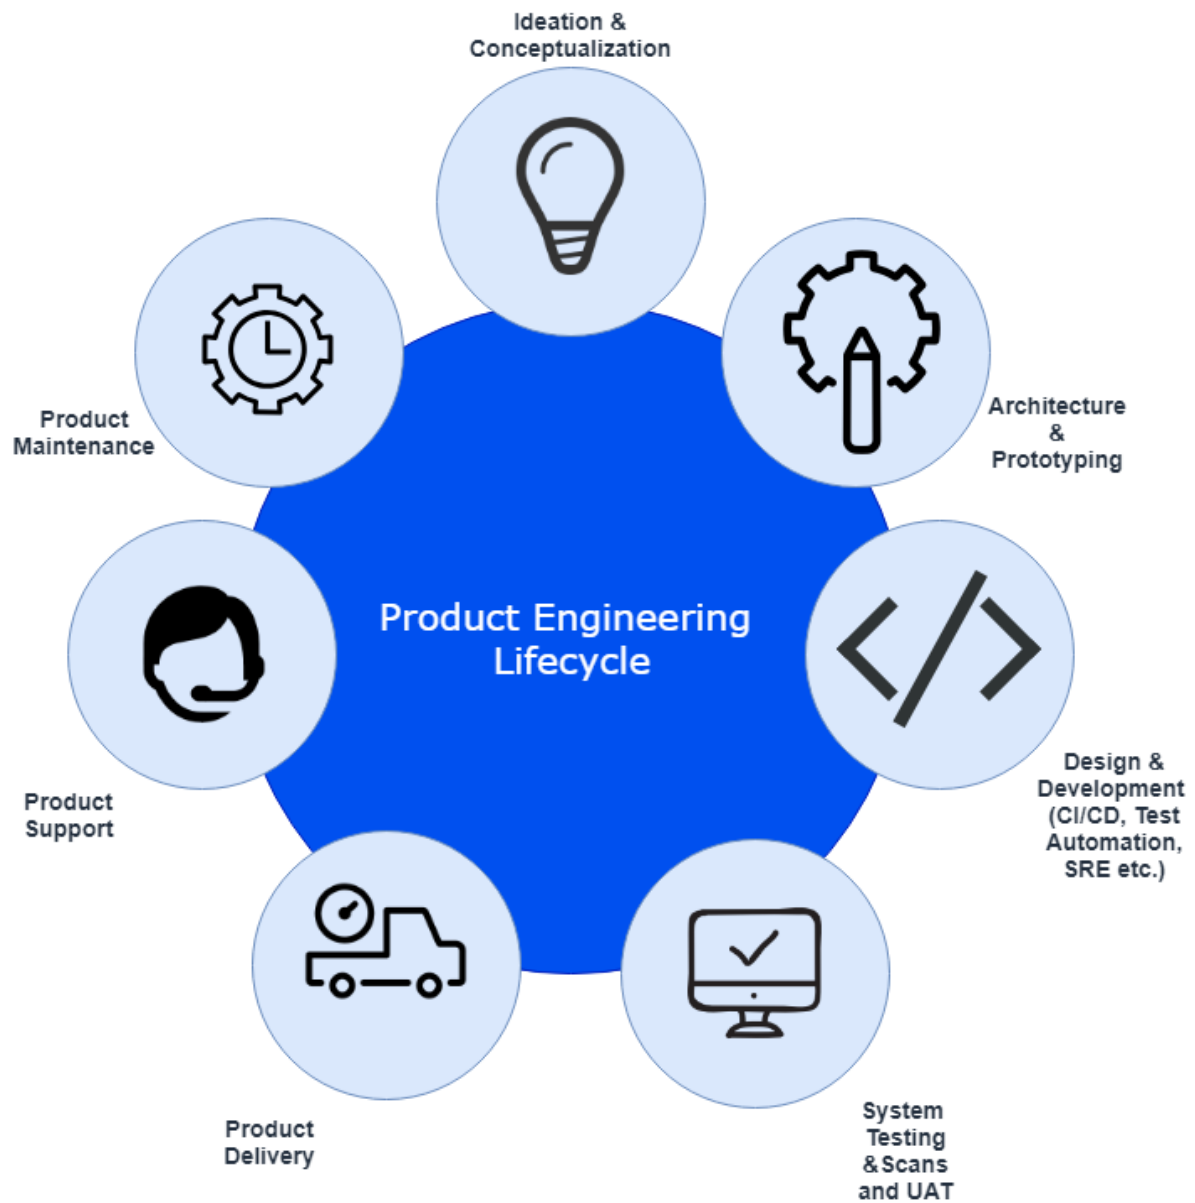 Ideation &
Conceptualization
Architecture
&
Prototyping
Design &
Development
(CI/CD, Test
Automation,
SRE etc.)
System
Testing
&Scans
and UAT
Product
Delivery
Product
Support
Product
Maintenance
Product Engineering
Lifecycle